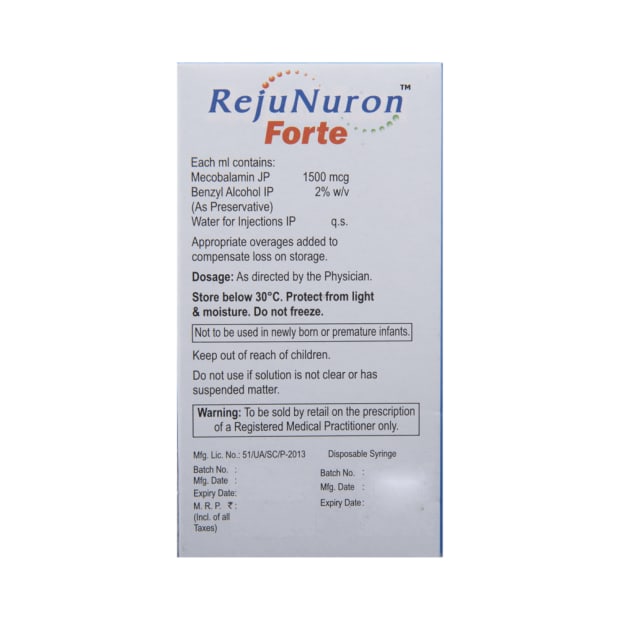 RejuNuron™
Forte
Each ml contains:
Mecobalamin JP 1500 mcg
Benzyl Alcohol IP 2% w/v
(As Preservative)
Water for Injections IP q.s.
Appropriate overages added to
compensate loss on storage.
Dosage: As directed by the Physician.
Store below 30°C. Protect from light
& moisture. Do not freeze.
Not to be used in newly born or premature infants.
Keep out of reach of children.
Do not use if solution is not clear or has
suspended matter.
Warning: To be sold by retail on the prescription
of a Registered Medical Practitioner only.
Mfg. Lic. No.: 51/UA/SC/P-2013 Disposable Syringe
Batch No. : Batch No. :
Mfg. Date : Mfg. Date :
Expiry Date: Expiry Date:
M. R. P. ₹ :
(Incl. of all
Taxes)